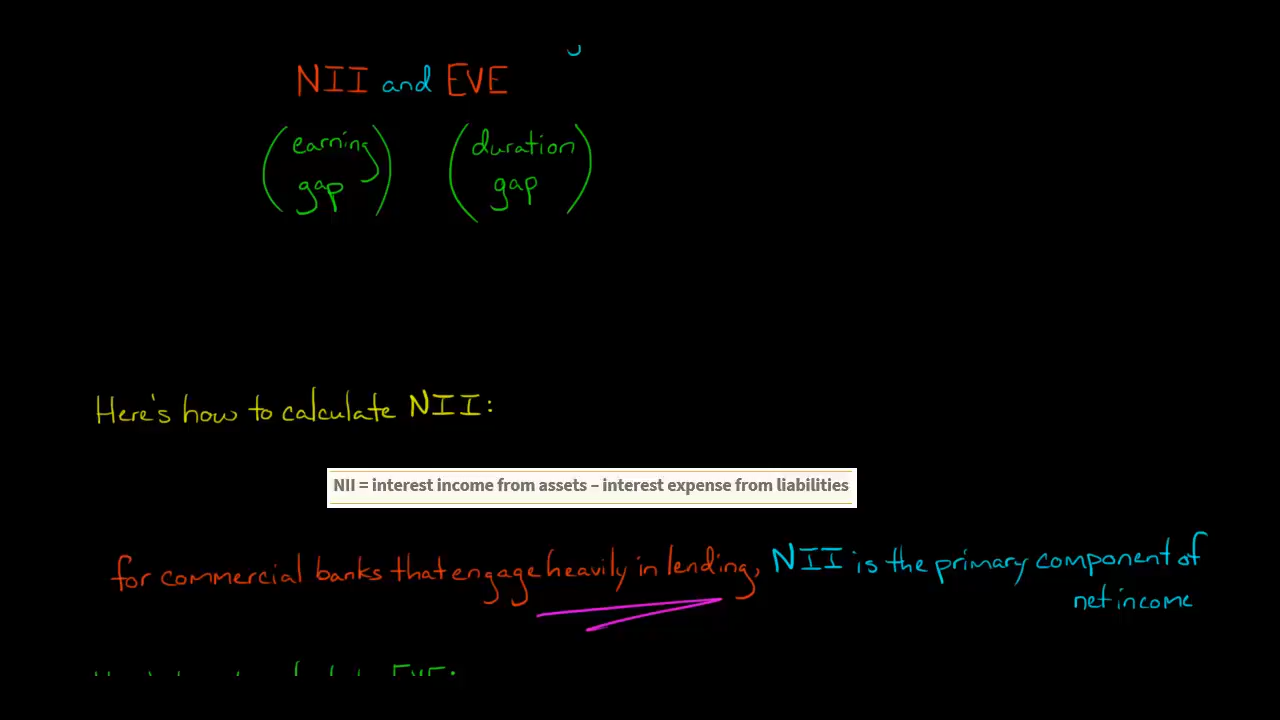 NII and EVE
(earning gap) (duration gap)
Here's how to calculate NII:
NII = interest income from assets – interest expense from liabilities
for commercial banks that engage heavily in lending, NII is the primary component of
net income
EVE: